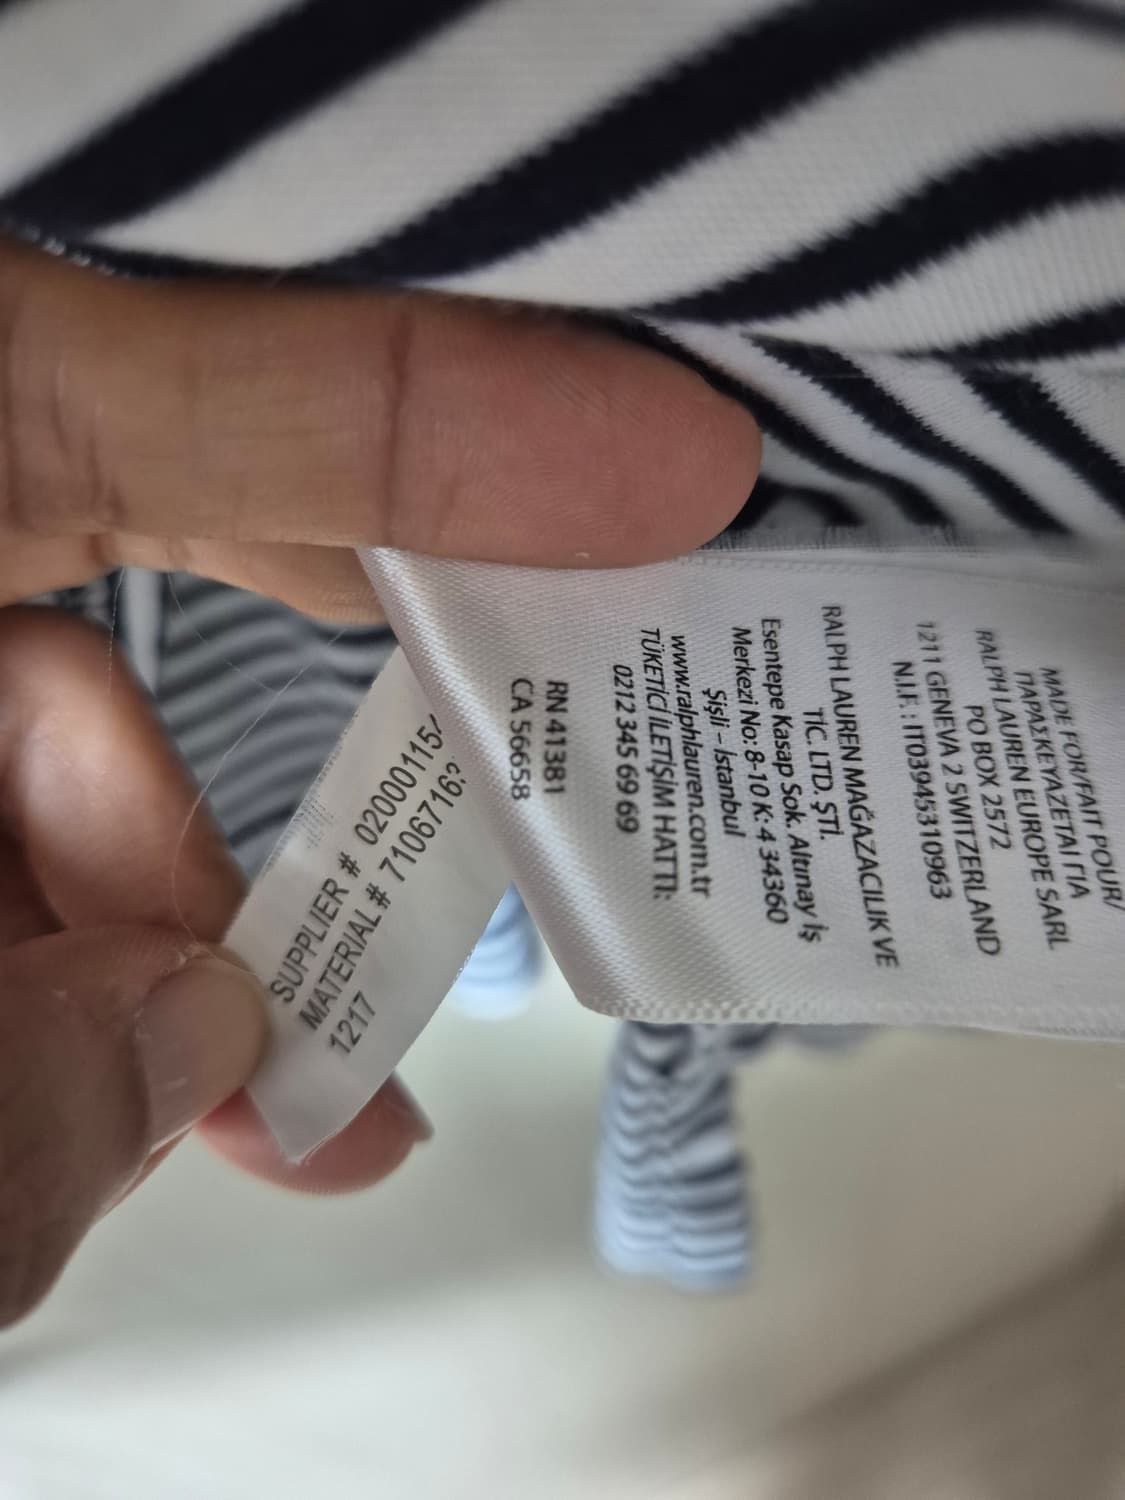 MADE FOR/FAIT POUR/
ΠΑΡΑΣΚΕΥΑΖΕΤΑΙ ΓΙΑ
RALPH LAUREN EUROPE SARL
PO BOX 2572
1211 GENEVA 2 SWITZERLAND
N.I.F. : IT03945310963
RALPH LAUREN MAĞAZACILIK VE
TİC. LTD. ŞTİ.
Esentepe Kasap Sok. Altınay İş
Merkezi No: 8-10 K: 4 34360
Şişli – İstanbul
www.ralphlauren.com.tr
TÜKETİCİ İLETİŞİM HATTI:
0212 345 69 69
RN 41381
CA 56658
SUPPLIER #
MATERIAL #
1217